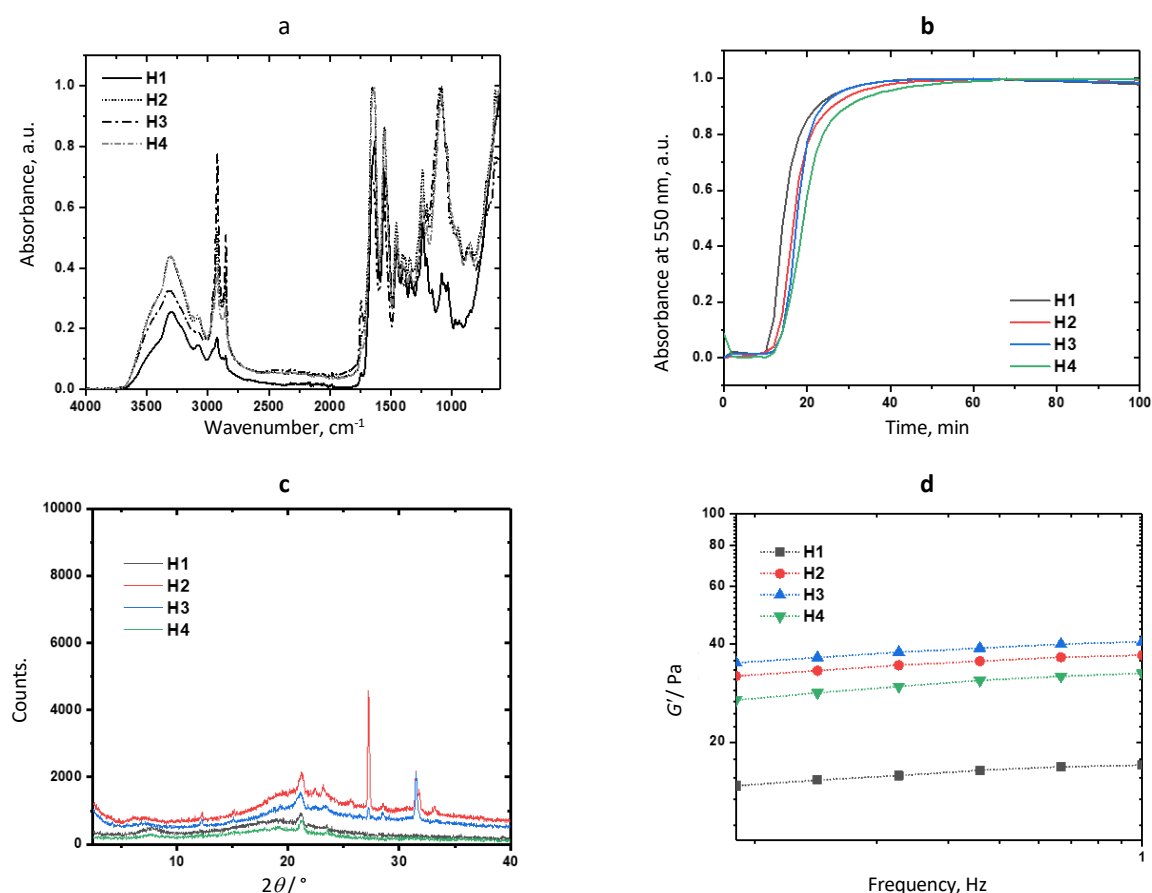 a
H1
H2
H3
H4
1.0
0.8
0.6
0.4
0.2
0.0
Absorbance, a.u.
4000 3500 3000 2500 2000 1500 1000
Wavenumber, cm⁻¹
b
1.0
0.8
0.6
0.4
0.2
0.0
Absorbance at 550 nm, a.u.
H1
H2
H3
H4
0 20 40 60 80 100
Time, min
c
10000
8000
6000
4000
2000
0
Counts.
H1
H2
H3
H4
10 20 30 40
2θ / °
d
100
80
60
40
20
G'/ Pa
H1
H2
H3
H4
1
Frequency, Hz